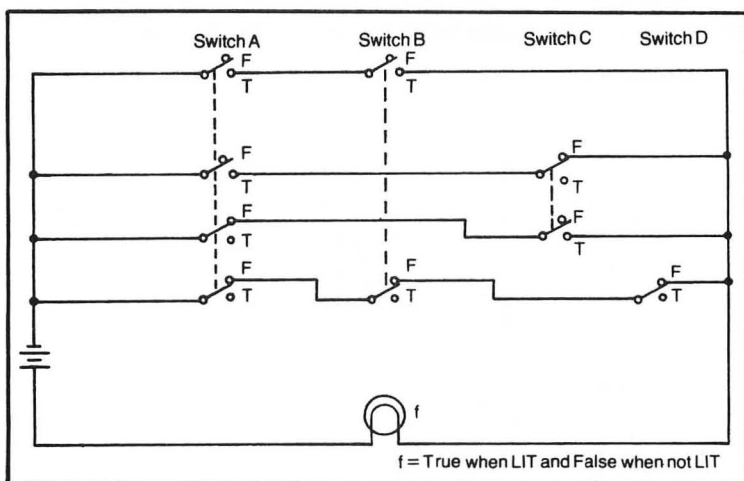 Switch A Switch B Switch C Switch D
F F
T T
F F
T T
F F
T T
F F F
T T T
f
f = True when LIT and False when not LIT